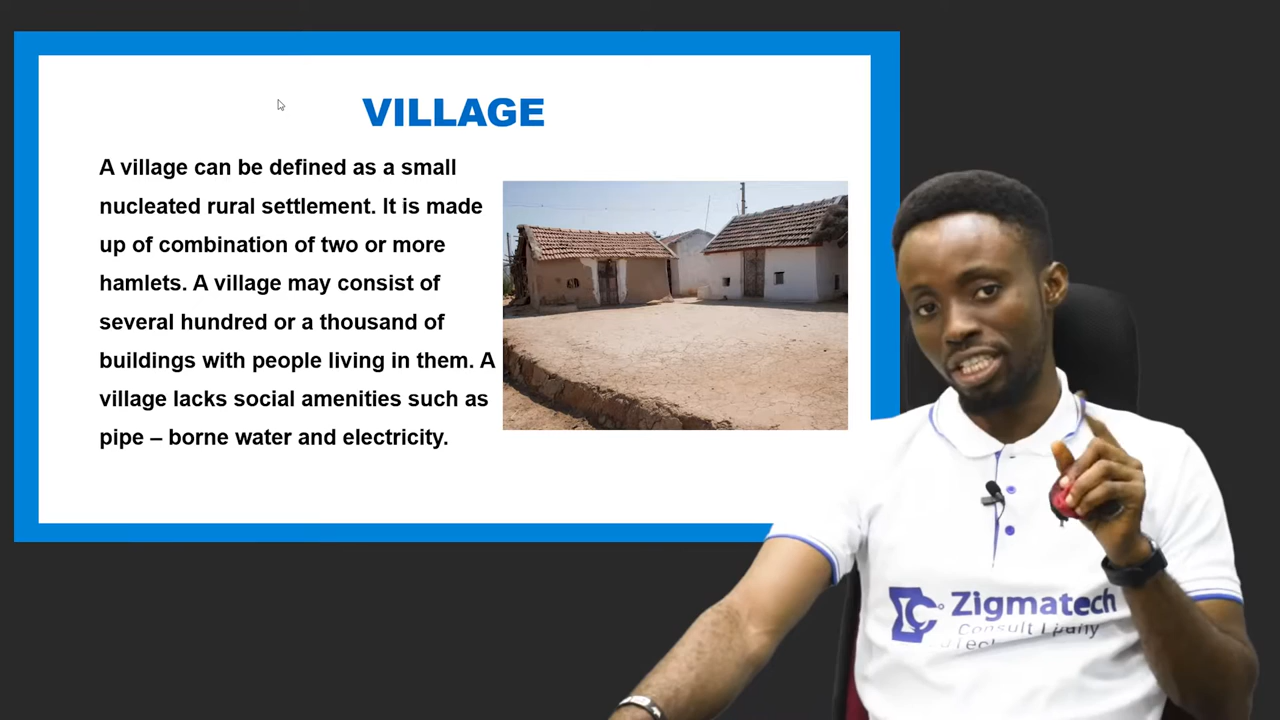 VILLAGE
A village can be defined as a small
nucleated rural settlement. It is made
up of combination of two or more
hamlets. A village may consist of
several hundred or a thousand of
buildings with people living in them. A
village lacks social amenities such as
pipe – borne water and electricity.
Zigmatech
Consult